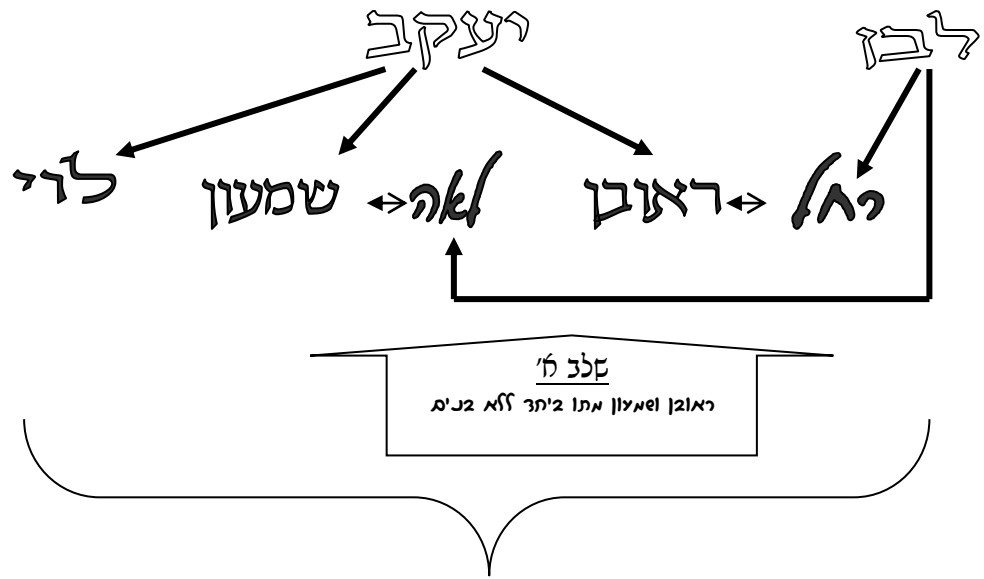 לבן
יעקב
רחל
ראובן
לאה
שמעון
לוי
שלב א'
ראובן ושמעון מתו ביחד ללא בנים